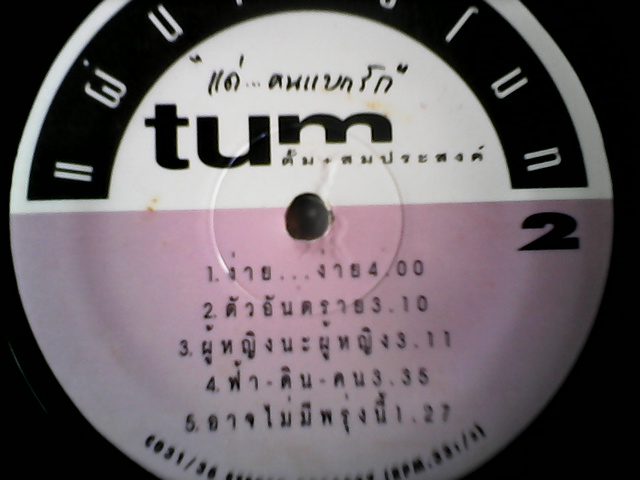 "แด่...คนแบกรัก"
tum
ตั้ม+สมประสงค์
2
1. ง่าย...งาย 4.00
2. ตัวอันตราย 3.10
3. ผู้หญิงนะผู้หญิง 3.11
4. ฟ้า-ดิน-คน 3.35
5. อาจไม่มีพรุ่งนี้ 1.27